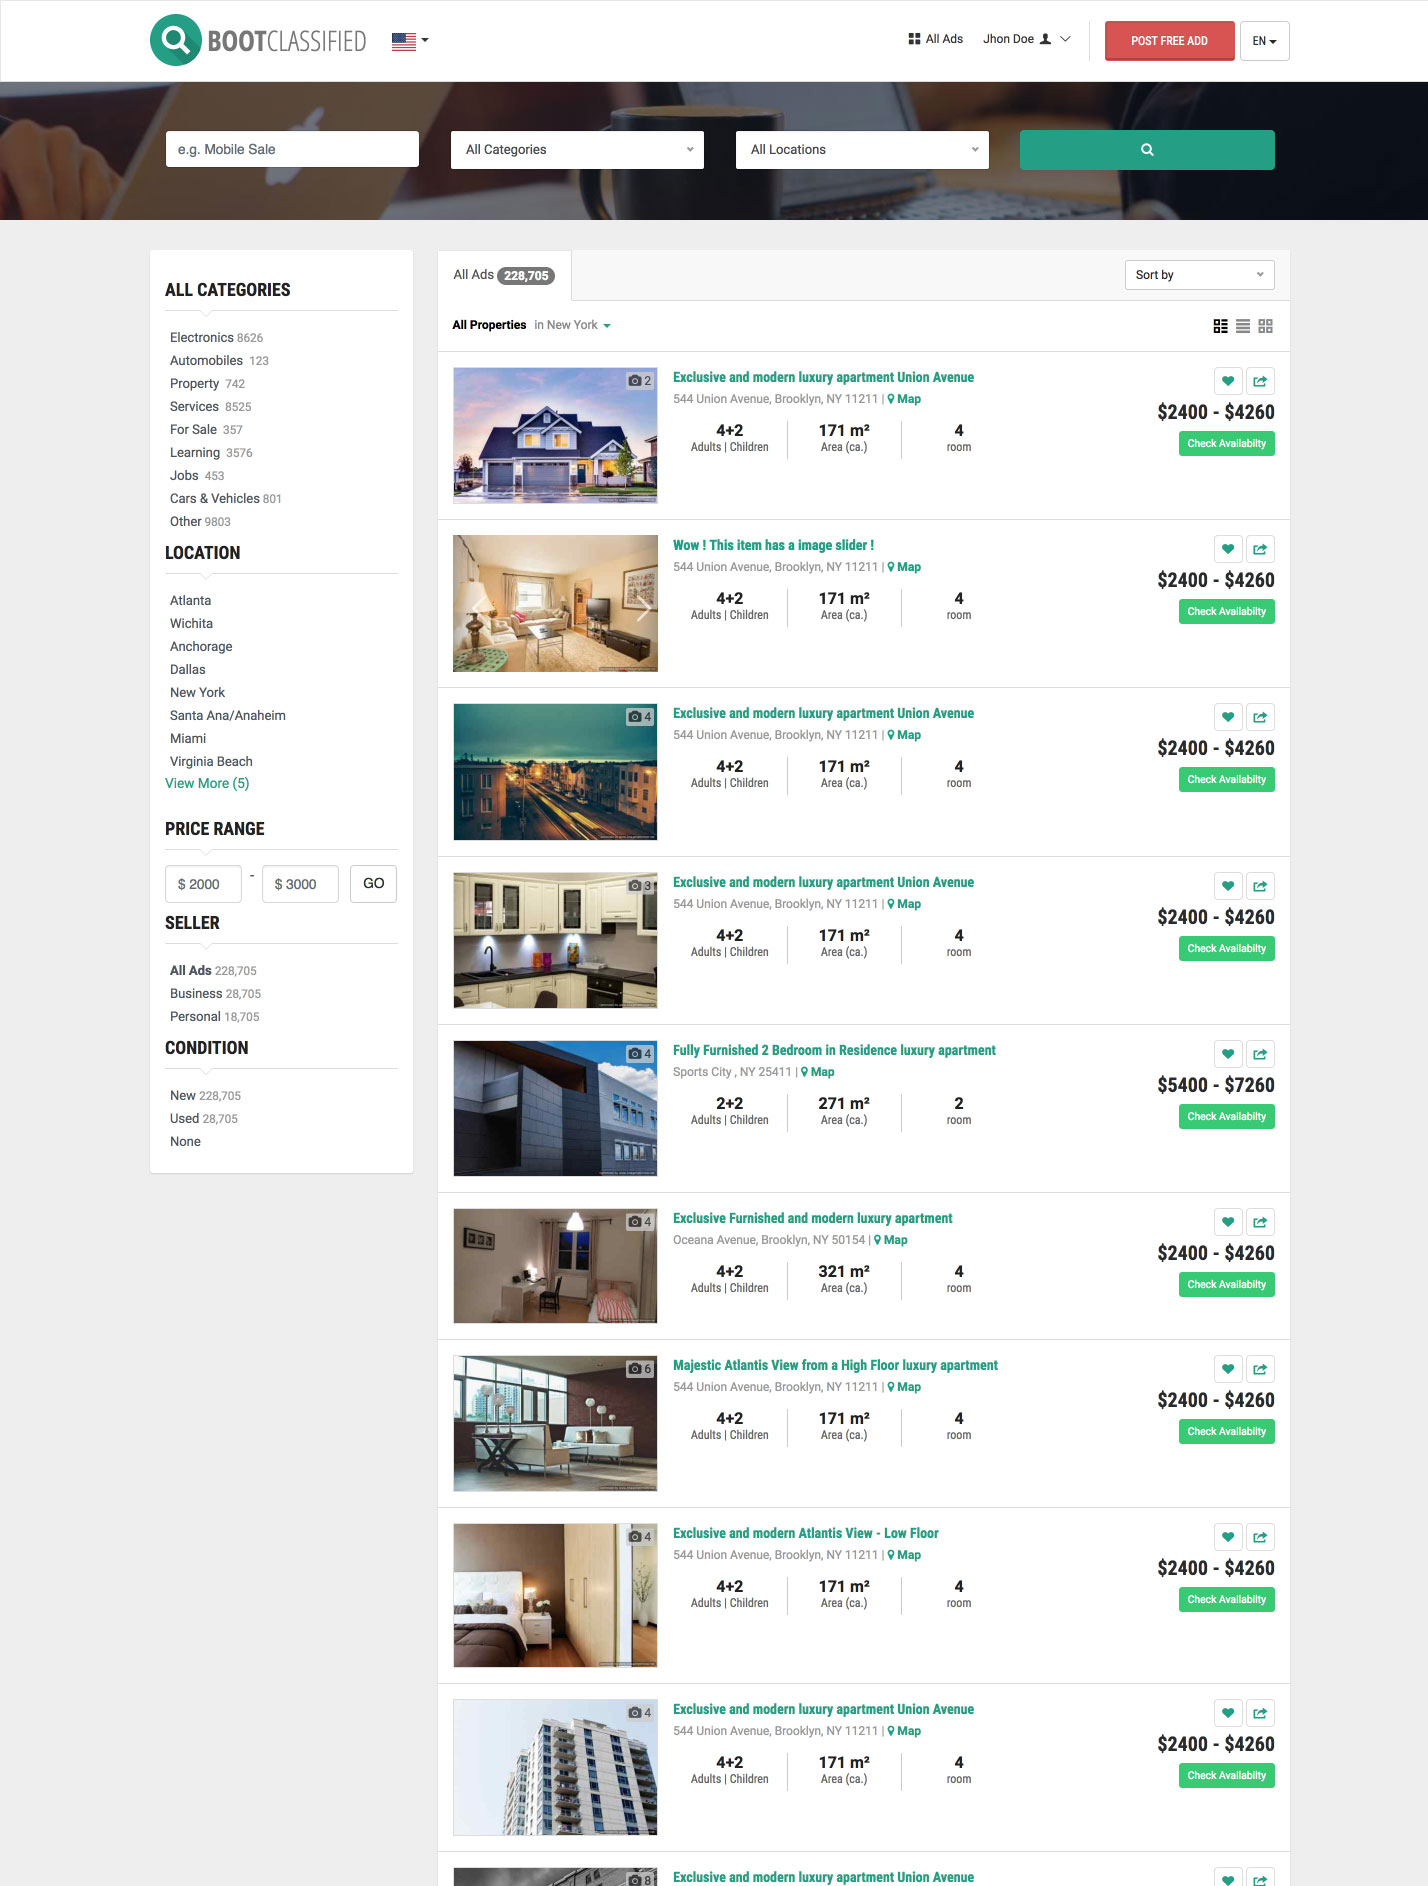 BOOTCLASSIFIED
All Ads Jhon Doe POST FREE ADD EN
e.g. Mobile Sale All Categories All Locations
ALL CATEGORIES
Electronics 8626
Automobiles 123
Property 742
Services 8525
For Sale 357
Learning 3576
Jobs 453
Cars & Vehicles 801
Other 9803
LOCATION
Atlanta
Wichita
Anchorage
Dallas
New York
Santa Ana/Anaheim
Miami
Virginia Beach
View More (5)
PRICE RANGE
$ 2000 - $ 3000 GO
SELLER
All Ads 228,705
Business 28,705
Personal 18,705
CONDITION
New 228,705
Used 28,705
None
All Ads 228,705 Sort by
All Properties in New York
2
Exclusive and modern luxury apartment Union Avenue
544 Union Avenue, Brooklyn, NY 11211 | Map
4+2 171 m² 4
Adults | Children Area (ca.) room
$2400 - $4260
Check Availabilty
Wow ! This item has a image slider !
544 Union Avenue, Brooklyn, NY 11211 | Map
4+2 171 m² 4
Adults | Children Area (ca.) room
$2400 - $4260
Check Availabilty
4
Exclusive and modern luxury apartment Union Avenue
544 Union Avenue, Brooklyn, NY 11211 | Map
4+2 171 m² 4
Adults | Children Area (ca.) room
$2400 - $4260
Check Availabilty
3
Exclusive and modern luxury apartment Union Avenue
544 Union Avenue, Brooklyn, NY 11211 | Map
4+2 171 m² 4
Adults | Children Area (ca.) room
$2400 - $4260
Check Availabilty
4
Fully Furnished 2 Bedroom in Residence luxury apartment
Sports City , NY 25411 | Map
2+2 271 m² 2
Adults | Children Area (ca.) room
$5400 - $7260
Check Availabilty
4
Exclusive Furnished and modern luxury apartment
Oceana Avenue, Brooklyn, NY 50154 | Map
4+2 321 m² 4
Adults | Children Area (ca.) room
$2400 - $4260
Check Availabilty
6
Majestic Atlantis View from a High Floor luxury apartment
544 Union Avenue, Brooklyn, NY 11211 | Map
4+2 171 m² 4
Adults | Children Area (ca.) room
$2400 - $4260
Check Availabilty
4
Exclusive and modern Atlantis View - Low Floor
544 Union Avenue, Brooklyn, NY 11211 | Map
4+2 171 m² 4
Adults | Children Area (ca.) room
$2400 - $4260
Check Availabilty
4
Exclusive and modern luxury apartment Union Avenue
544 Union Avenue, Brooklyn, NY 11211 | Map
4+2 171 m² 4
Adults | Children Area (ca.) room
$2400 - $4260
Check Availabilty
8
Exclusive and modern luxury apartment Union Avenue